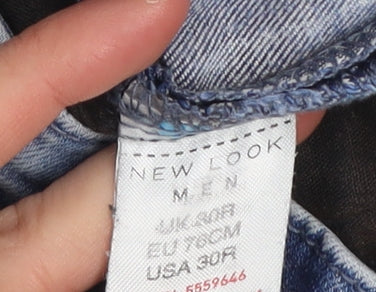 NEW LOOK
MEN
UK 30R
EU 76CM
USA 30R
5559646